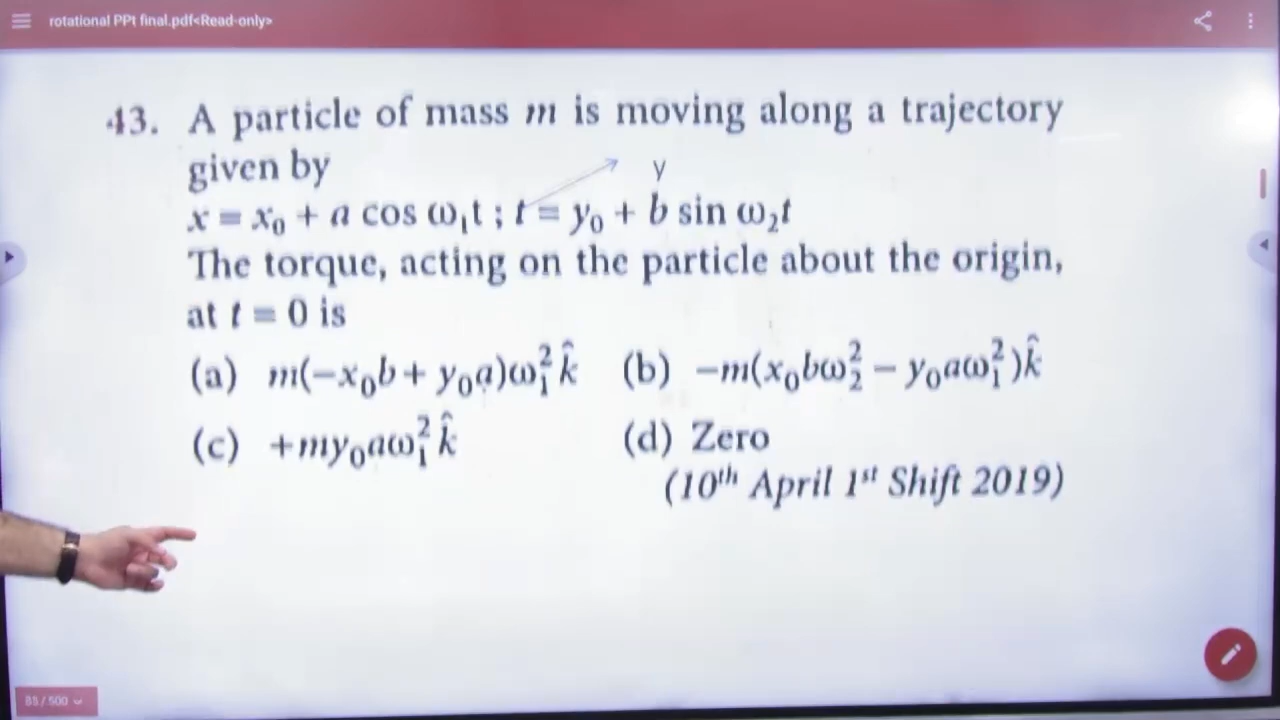 rotational PPt final.pdf<Read-only>
43. A particle of mass m is moving along a trajectory
given by
y
x = x₀ + a cos ω₁t ; t = y₀ + b sin ω₂t
The torque, acting on the particle about the origin,
at t = 0 is
(a) m(−x₀b + y₀a)ω₁² k̂ (b) −m(x₀bω₂² − y₀aω₁²)k̂
(c) +my₀aω₁² k̂ (d) Zero
(10th April 1st Shift 2019)
85 / 500